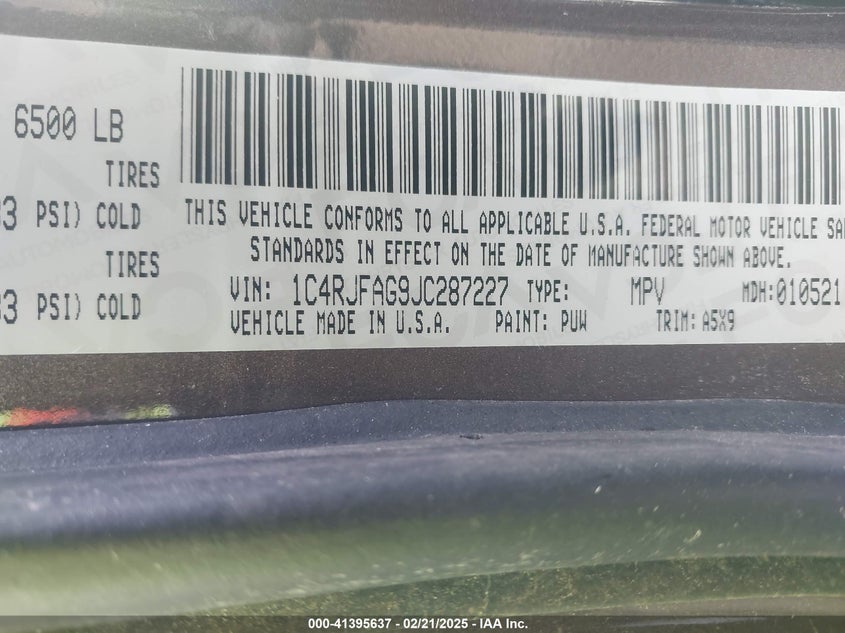 6500 LB
TIRES
33 PSI) COLD
TIRES
33 PSI) COLD
THIS VEHICLE CONFORMS TO ALL APPLICABLE U.S.A. FEDERAL MOTOR VEHICLE SA
STANDARDS IN EFFECT ON THE DATE OF MANUFACTURE SHOWN ABOVE.
VIN: 1C4RJFAG9JC287227 TYPE: MPV MDH:010521
VEHICLE MADE IN U.S.A. PAINT: PUW TRIM: A5X9
000-41395637 - 02/21/2025 - IAA Inc.